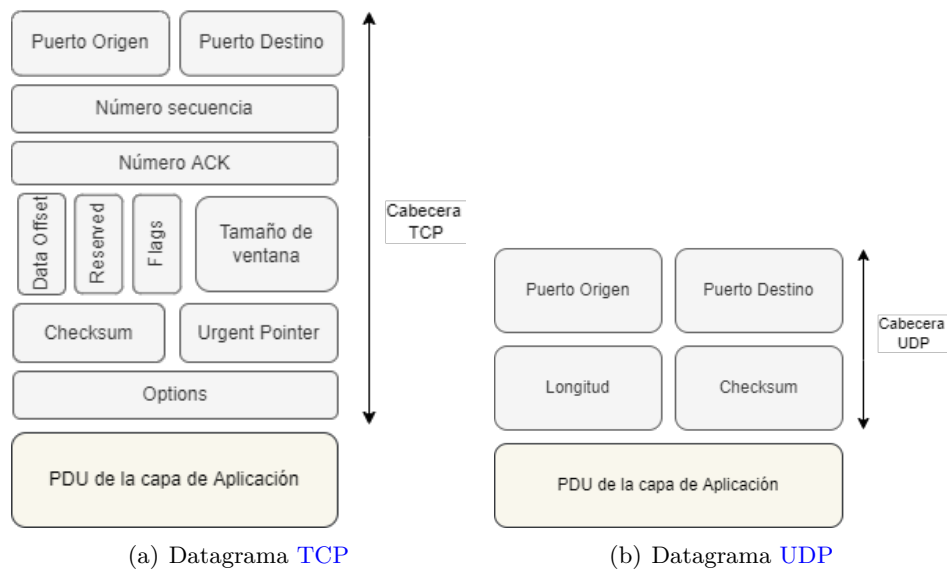 Puerto Origen
Puerto Destino
Número secuencia
Número ACK
Data Offset
Reserved
Flags
Tamaño de
ventana
Checksum
Urgent Pointer
Options
PDU de la capa de Aplicación
Cabecera
TCP
(a) Datagrama TCP
Puerto Origen
Puerto Destino
Longitud
Checksum
PDU de la capa de Aplicación
Cabecera
UDP
(b) Datagrama UDP